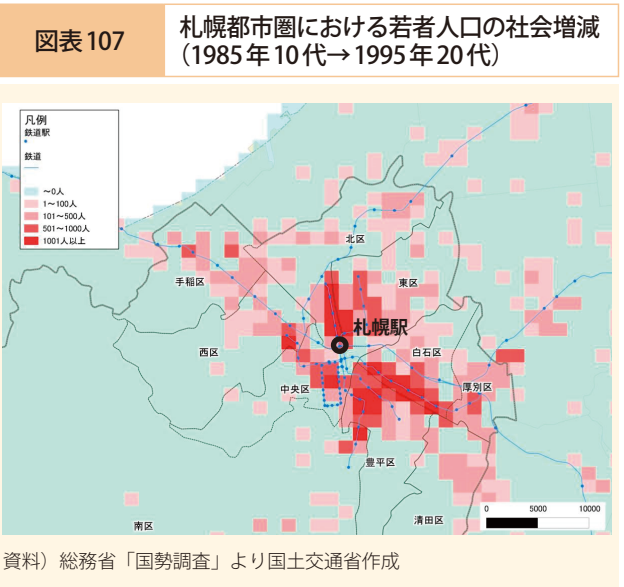 図表107
札幌都市圏における若者人口の社会増減
（1985年10代→1995年20代）
凡例
鉄道駅
鉄道
～0人
1～100人
101～500人
501～1000人
1001人以上
北区
手稲区
東区
札幌駅
西区
白石区
中央区
厚別区
豊平区
清田区
南区
0 5000 10000
資料）総務省「国勢調査」より国土交通省作成